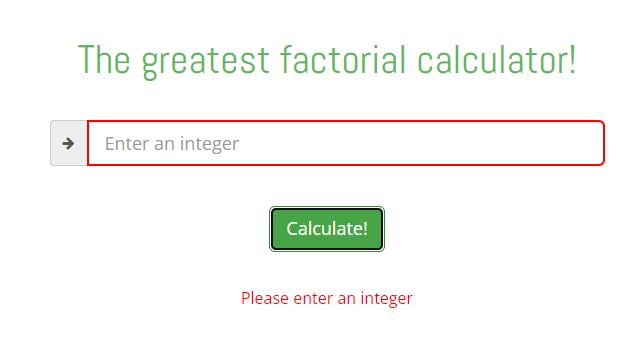 The greatest factorial calculator!
Enter an integer
Calculate!
Please enter an integer